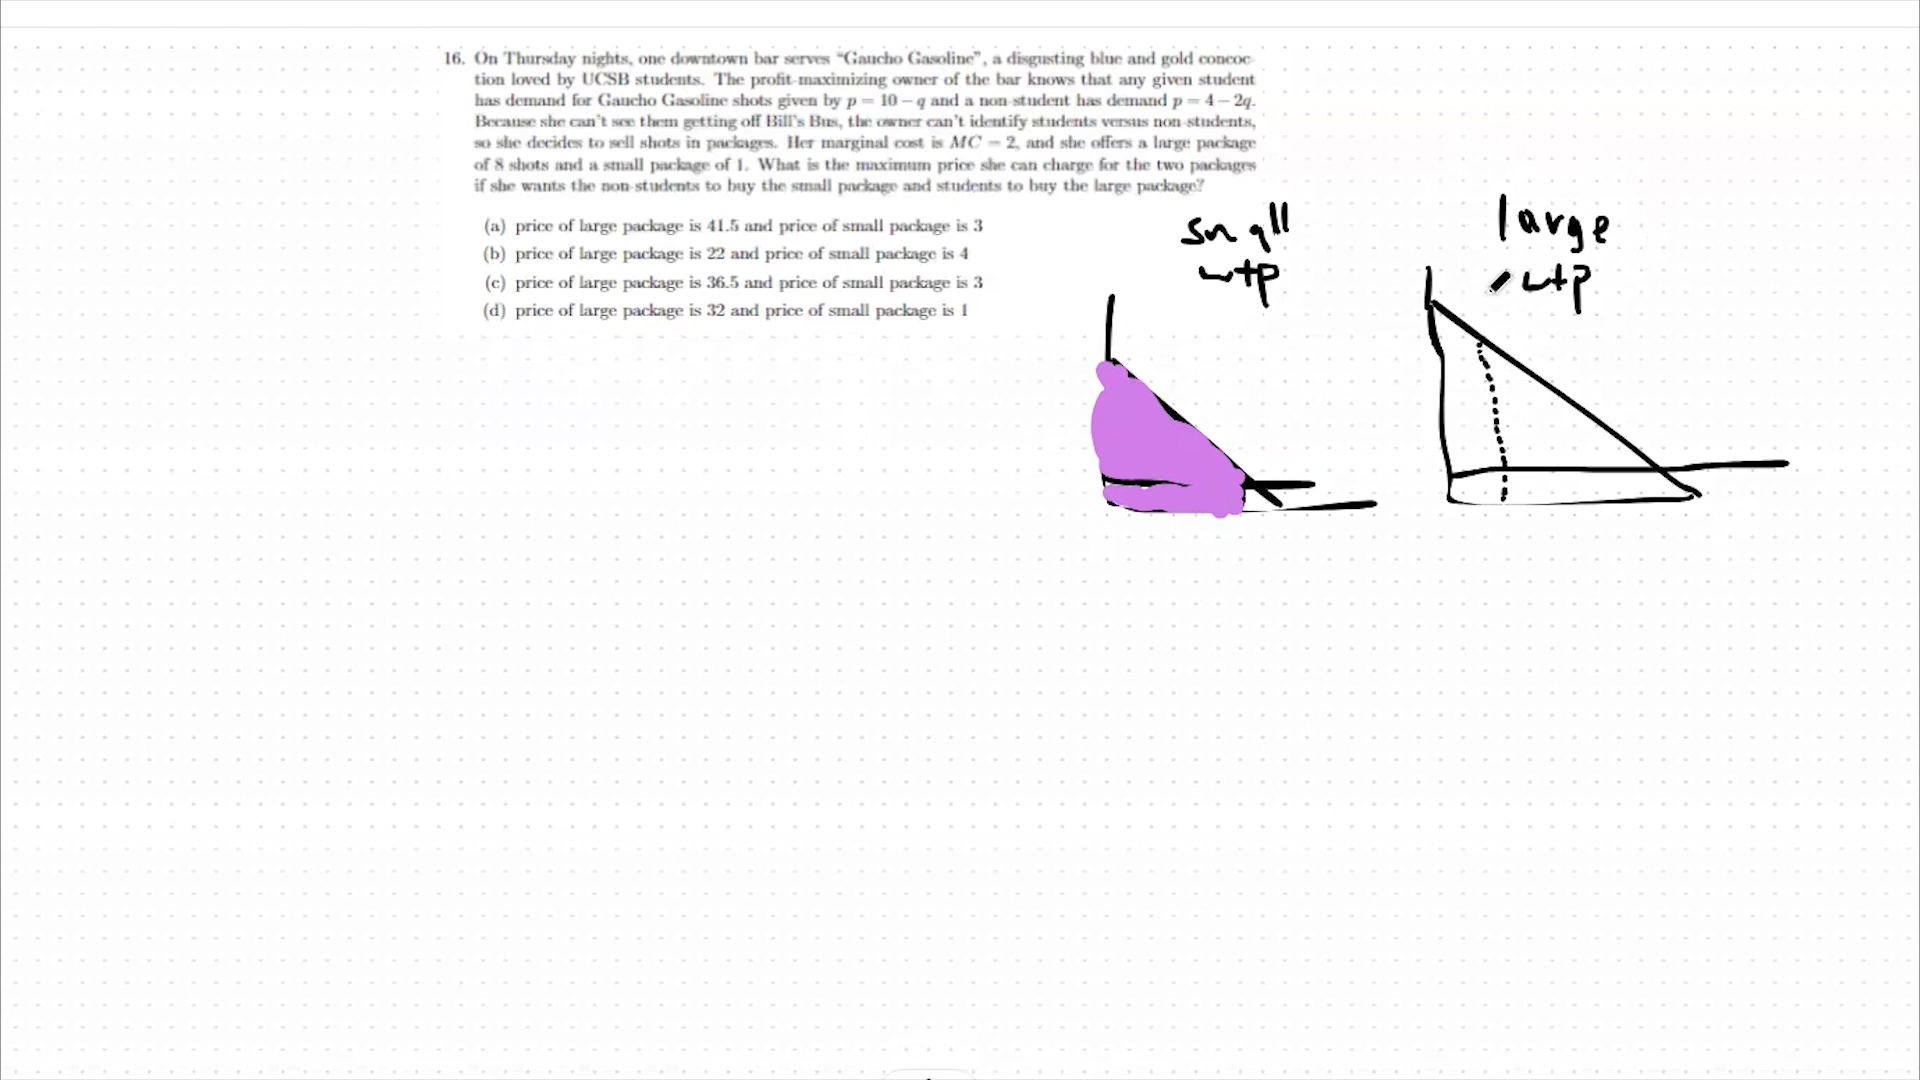 16. On Thursday nights, one downtown bar serves "Gaucho Gasoline", a disgusting blue and gold concoc-
tion loved by UCSB students. The profit-maximizing owner of the bar knows that any given student
has demand for Gaucho Gasoline shots given by p = 10 − q and a non-student has demand p = 4 − 2q.
Because she can't see them getting off Bill's Bus, the owner can't identify students versus non-students,
so she decides to sell shots in packages. Her marginal cost is MC = 2, and she offers a large package
of 8 shots and a small package of 1. What is the maximum price she can charge for the two packages
if she wants the non-students to buy the small package and students to buy the large package?
(a) price of large package is 41.5 and price of small package is 3
(b) price of large package is 22 and price of small package is 4
(c) price of large package is 36.5 and price of small package is 3
(d) price of large package is 32 and price of small package is 1
small
wtp
large
wtp